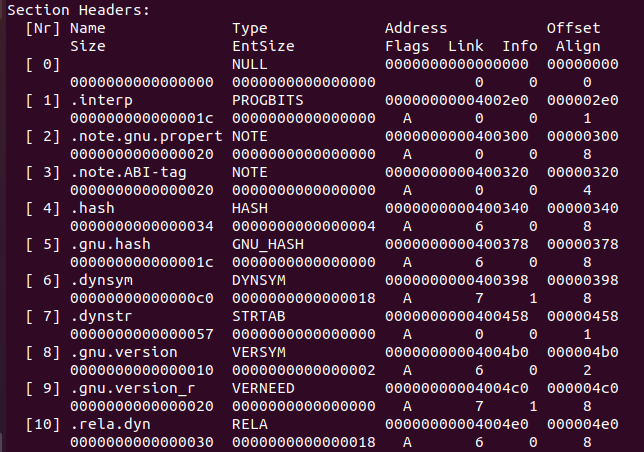 Section Headers:
  [Nr] Name              Type             Address           Offset
       Size              EntSize          Flags  Link  Info  Align
  [ 0]                   NULL             0000000000000000  00000000
       0000000000000000  0000000000000000           0     0     0
  [ 1] .interp           PROGBITS         00000000004002e0  000002e0
       000000000000001c  0000000000000000   A       0     0     1
  [ 2] .note.gnu.propert NOTE             0000000000400300  00000300
       0000000000000020  0000000000000000   A       0     0     8
  [ 3] .note.ABI-tag     NOTE             0000000000400320  00000320
       0000000000000020  0000000000000000   A       0     0     4
  [ 4] .hash             HASH             0000000000400340  00000340
       0000000000000034  0000000000000004   A       6     0     8
  [ 5] .gnu.hash         GNU_HASH         0000000000400378  00000378
       000000000000001c  0000000000000000   A       6     0     8
  [ 6] .dynsym           DYNSYM           0000000000400398  00000398
       00000000000000c0  0000000000000018   A       7     1     8
  [ 7] .dynstr           STRTAB           0000000000400458  00000458
       0000000000000057  0000000000000000   A       0     0     1
  [ 8] .gnu.version      VERSYM           00000000004004b0  000004b0
       0000000000000010  0000000000000002   A       6     0     2
  [ 9] .gnu.version_r    VERNEED          00000000004004c0  000004c0
       0000000000000020  0000000000000000   A       7     1     8
  [10] .rela.dyn         RELA             00000000004004e0  000004e0
       0000000000000030  0000000000000018   A       6     0     8